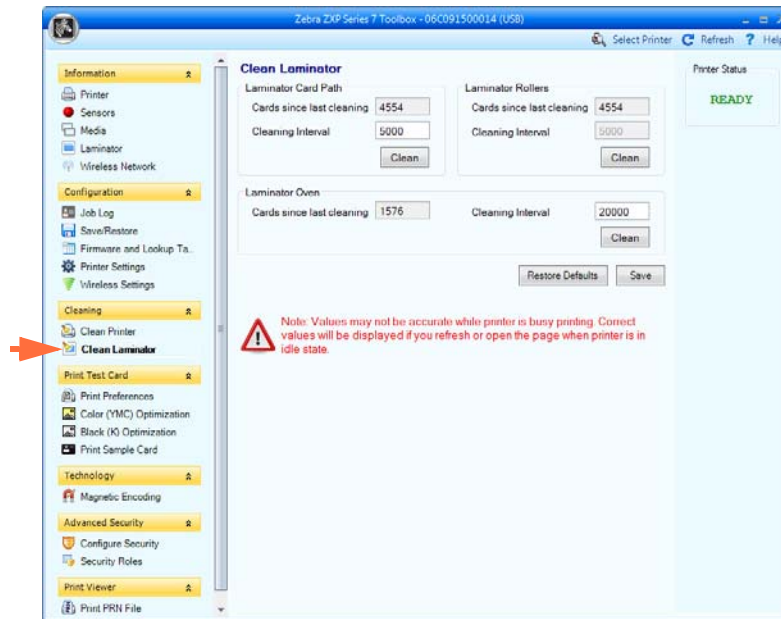 Zebra ZXP Series 7 Toolbox - 06C091500014 (USB)
Select Printer Refresh ? Help
Information
Printer
Sensors
Media
Laminator
Wireless Network
Configuration
Job Log
Save/Restore
Firmware and Lookup Ta..
Printer Settings
Wireless Settings
Cleaning
Clean Printer
Clean Laminator
Print Test Card
Print Preferences
Color (YMC) Optimization
Black (K) Optimization
Print Sample Card
Technology
Magnetic Encoding
Advanced Security
Configure Security
Security Roles
Print Viewer
Print PRN File
Clean Laminator
Laminator Card Path
Cards since last cleaning 4554
Cleaning Interval 5000
Clean
Laminator Rollers
Cards since last cleaning 4554
Cleaning Interval 5000
Clean
Laminator Oven
Cards since last cleaning 1576
Cleaning Interval 20000
Clean
Restore Defaults Save
Note: Values may not be accurate while printer is busy printing. Correct
values will be displayed if you refresh or open the page when printer is in
idle state.
Printer Status
READY